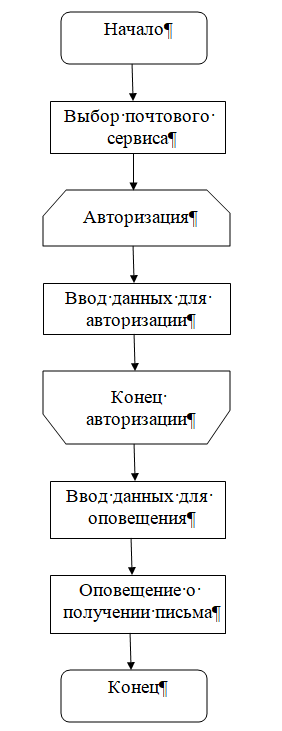 Начало¶
Выбор·почтового·
сервиса¶
Авторизация¶
Ввод·данных·для·
авторизации¶
Конец·
авторизации¶
Ввод·данных·для·
оповещения¶
Оповещение·о·
получении·письма¶
Конец¶